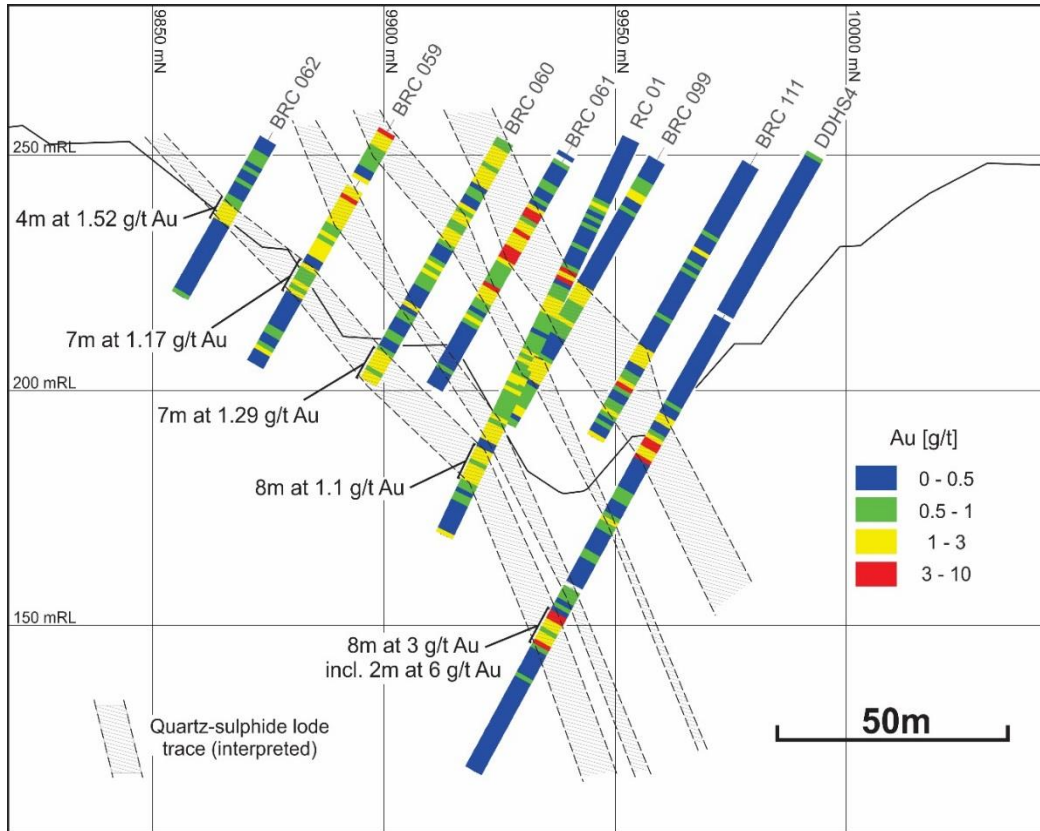 9850 mN
9900 mN
9950 mN
10000 mN
BRC 062
BRC 059
BRC 060
BRC 061
RC 01
BRC 099
BRC 111
DDHS4
250 mRL
4m at 1.52 g/t Au
7m at 1.17 g/t Au
200 mRL
7m at 1.29 g/t Au
8m at 1.1 g/t Au
Au [g/t]
0 - 0.5
0.5 - 1
1 - 3
3 - 10
150 mRL
8m at 3 g/t Au
incl. 2m at 6 g/t Au
Quartz-sulphide lode
trace (interpreted)
50m